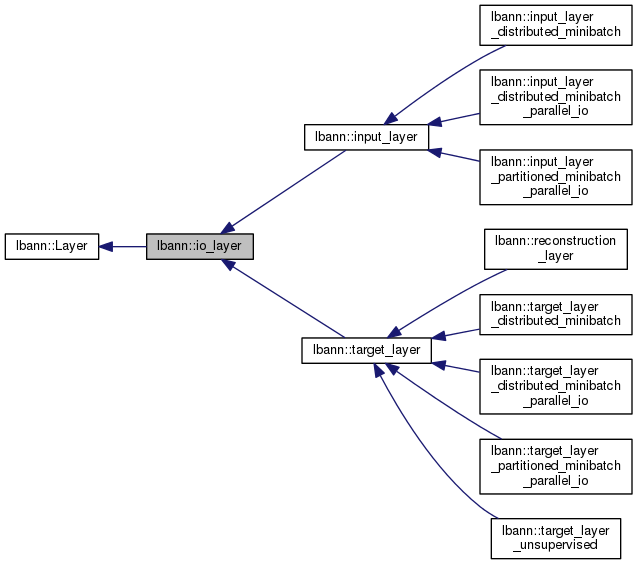 lbann::input_layer
_distributed_minibatch
lbann::input_layer
_distributed_minibatch
_parallel_io
lbann::input_layer
lbann::input_layer
_partitioned_minibatch
_parallel_io
lbann::Layer
lbann::io_layer
lbann::reconstruction
_layer
lbann::target_layer
_distributed_minibatch
lbann::target_layer
lbann::target_layer
_distributed_minibatch
_parallel_io
lbann::target_layer
_partitioned_minibatch
_parallel_io
lbann::target_layer
_unsupervised